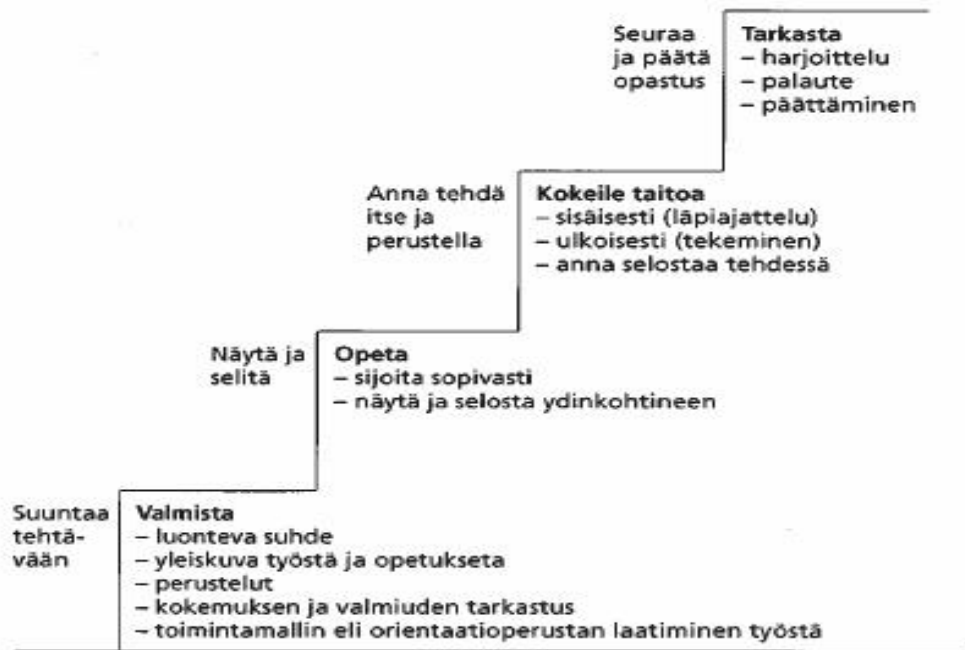 Seuraa
ja päätä
opastus
Tarkasta
– harjoittelu
– palaute
– päättäminen
Anna tehdä
itse ja
perustella
Kokeile taitoa
– sisäisesti (läpiajattelu)
– ulkoisesti (tekeminen)
– anna selostaa tehdessä
Näytä ja
selitä
Opeta
– sijoita sopivasti
– näytä ja selosta ydinkohtineen
Suuntaa
tehtä-
vään
Valmista
– luonteva suhde
– yleiskuva työstä ja opetukseta
– perustelut
– kokemuksen ja valmiuden tarkastus
– toimintamallin eli orientaatioperustan laatiminen työstä